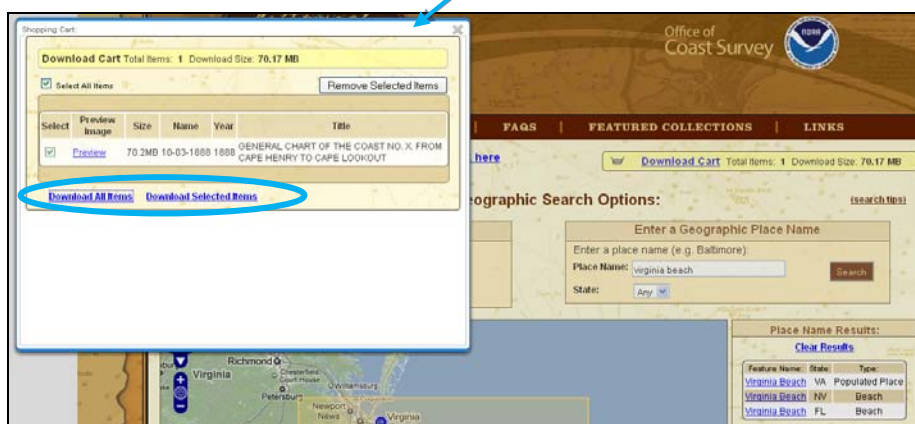 Shopping Cart:
Download Cart Total Items: 1 Download Size: 70.17 MB
Select All Items
Remove Selected Items
Select Preview Image Size Name Year Title
Preview 70.2MB 10-03-1888 1888 GENERAL CHART OF THE COAST NO. X. FROM
CAPE HENRY TO CAPE LOOKOUT
Download All Items Download Selected Items
Office of
Coast Survey
NOAA
FAQS | FEATURED COLLECTIONS | LINKS
here
Download Cart Total Items: 1 Download Size: 70.17 MB
ographic Search Options:
(search tips)
Enter a Geographic Place Name
Enter a place name (e.g. Baltimore):
Place Name: virginia beach
Search
State: Any
Place Name Results:
Clear Results
Feature Name: State: Type:
Virginia Beach VA Populated Place
Virginia Beach NV Beach
Virginia Beach FL Beach
Richmond
Virginia
Chesterfield
Court House
Williamsburg
Petersburg
Newport
News
Virginia